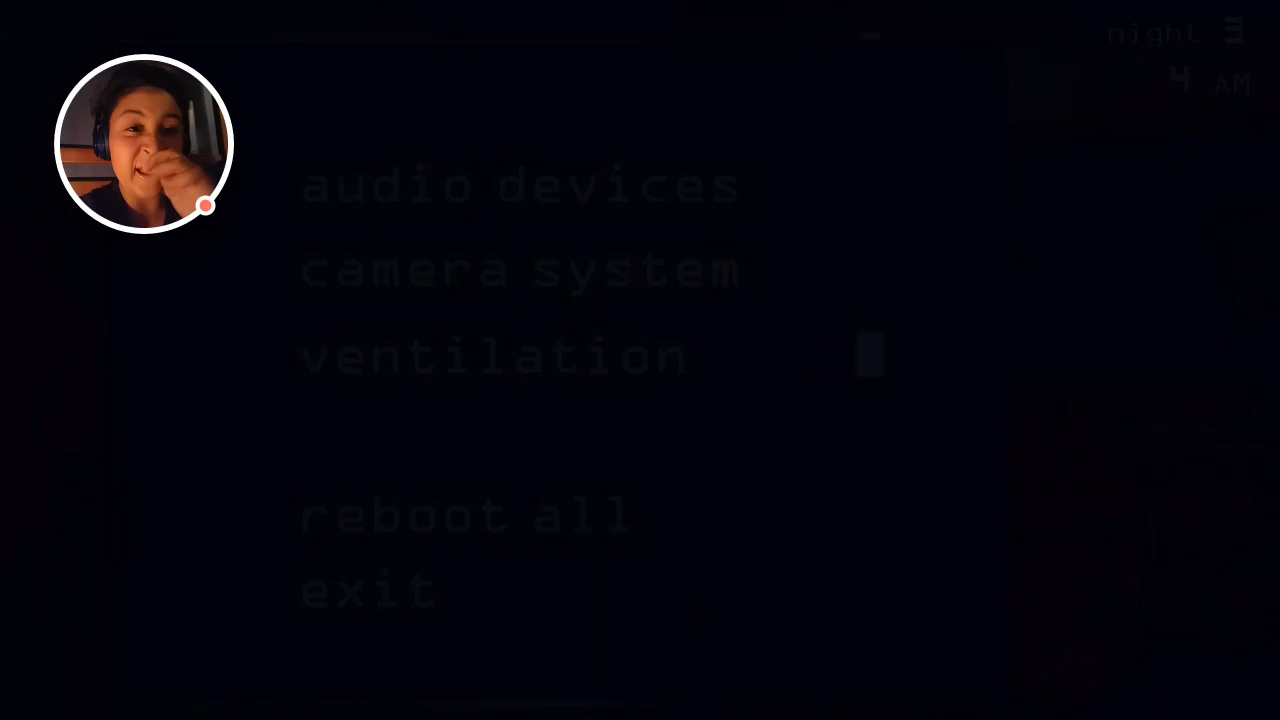 night 3
4 AM
audio devices
camera system
ventilation
reboot all
exit